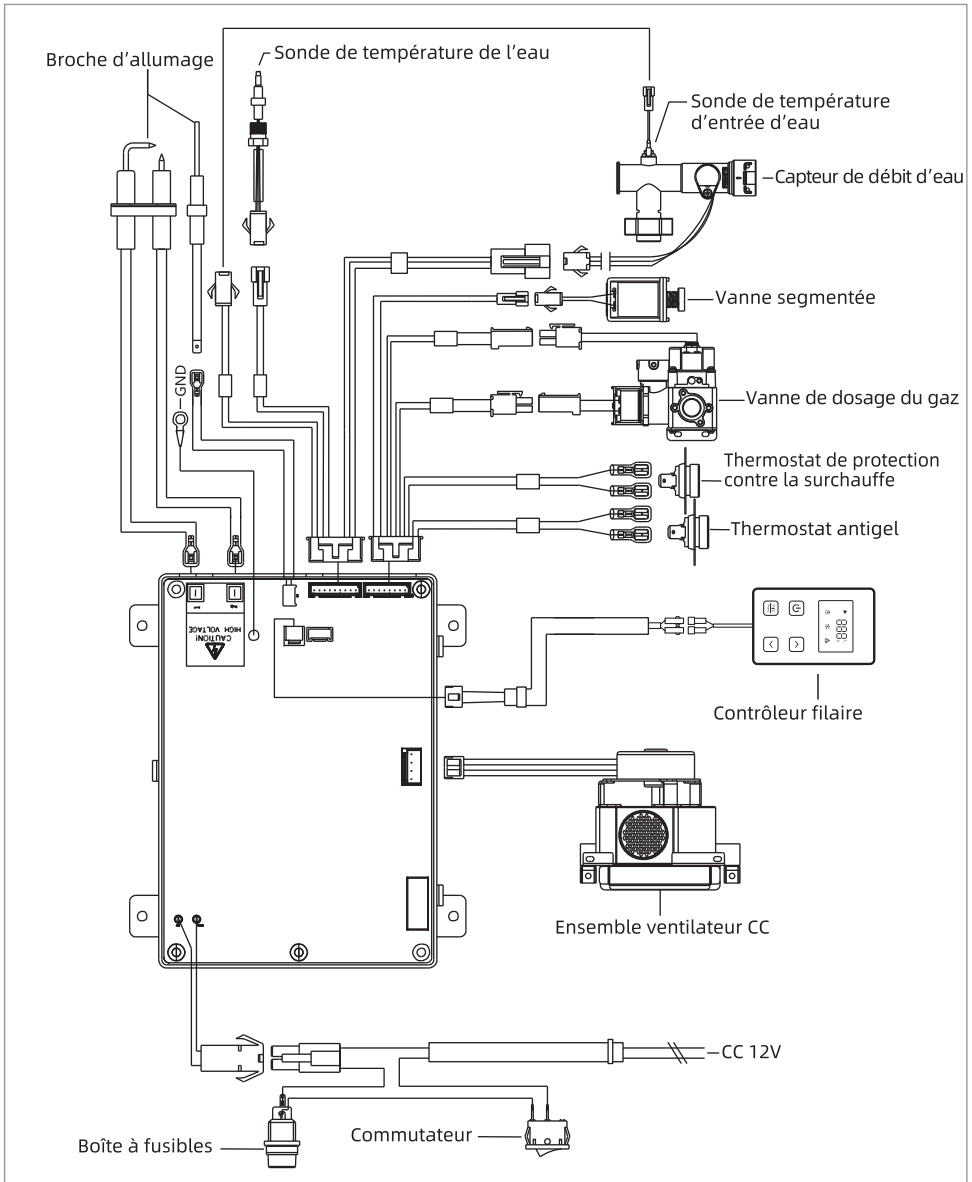 Broche d’allumage
Sonde de température de l’eau
Sonde de température
d’entrée d’eau
Capteur de débit d’eau
Vanne segmentée
GND
Vanne de dosage du gaz
Thermostat de protection
contre la surchauffe
Thermostat antigel
CAUTION!
HIGH VOLTAGE
Contrôleur filaire
Ensemble ventilateur CC
CC 12V
Boîte à fusibles
Commutateur